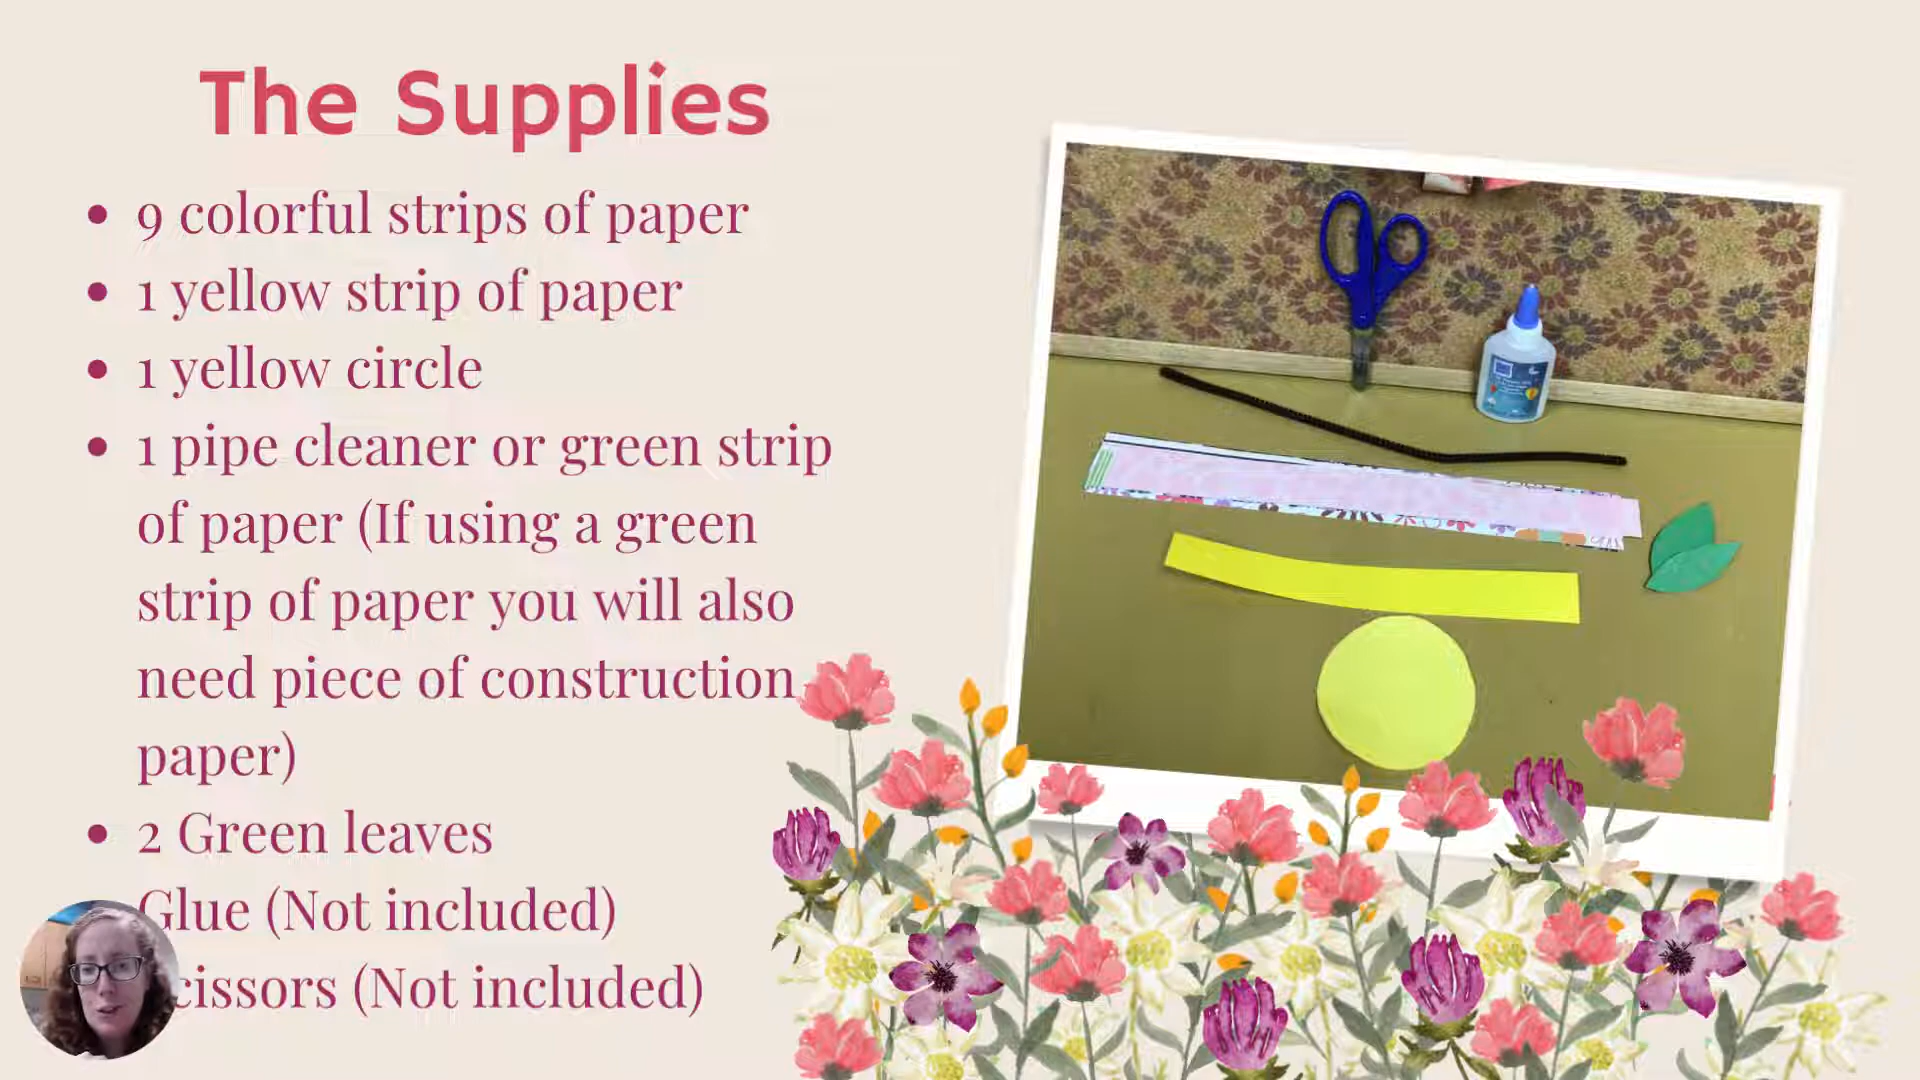 The Supplies
• 9 colorful strips of paper
• 1 yellow strip of paper
• 1 yellow circle
• 1 pipe cleaner or green strip
of paper (If using a green
strip of paper you will also
need piece of construction
paper)
• 2 Green leaves
Glue (Not included)
cissors (Not included)